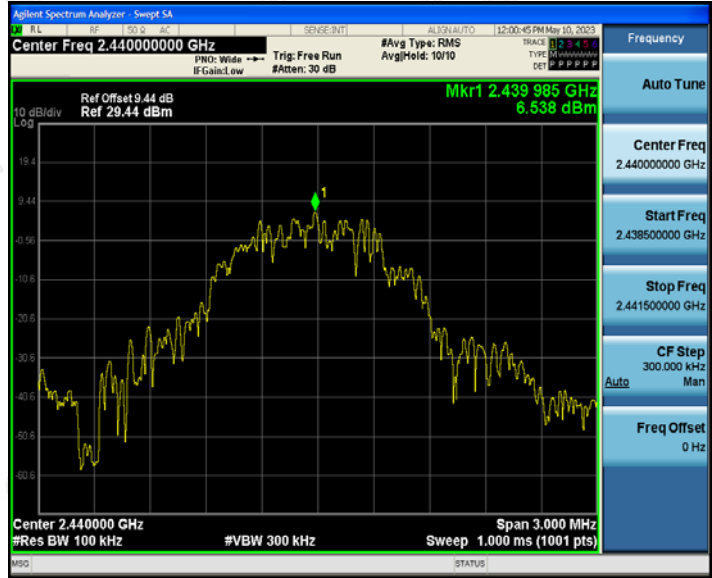 Agilent Spectrum Analyzer - Swept SA
RL RF 50 Ω AC SENSE:INT ALIGN AUTO 12:00:45 PM May 10, 2023
Center Freq 2.440000000 GHz
PNO: Wide
IFGain:Low
Trig: Free Run
#Atten: 30 dB
#Avg Type: RMS
Avg|Hold: 10/10
TRACE 1 2 3 4 5 6
TYPE M WWWWW
DET P P P P P P
Ref Offset 9.44 dB
10 dB/div Ref 29.44 dBm
Log
Mkr1 2.439 985 GHz
6.538 dBm
1
19.4
9.44
-0.56
-10.6
-20.6
-30.6
-40.6
-50.6
-60.6
Center 2.440000 GHz Span 3.000 MHz
#Res BW 100 kHz #VBW 300 kHz Sweep 1.000 ms (1001 pts)
MSG STATUS
Frequency
Auto Tune
Center Freq
2.440000000 GHz
Start Freq
2.438500000 GHz
Stop Freq
2.441500000 GHz
CF Step
300.000 kHz
Auto Man
Freq Offset
0 Hz